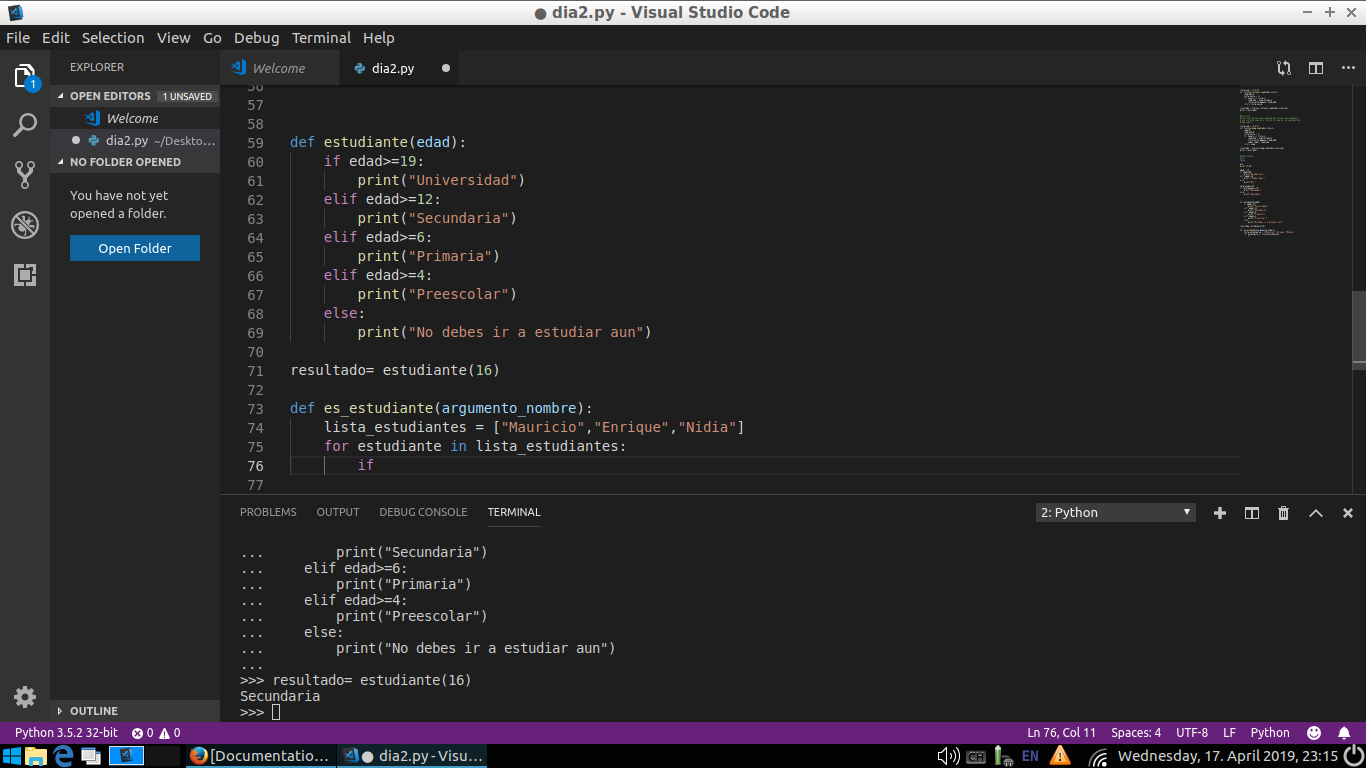 ● dia2.py - Visual Studio Code
File Edit Selection View Go Debug Terminal Help
EXPLORER
OPEN EDITORS 1 UNSAVED
Welcome
dia2.py ~/Deskto...
NO FOLDER OPENED
You have not yet
opened a folder.
Open Folder
OUTLINE
Welcome
dia2.py
56
57
58
59 def estudiante(edad):
60 if edad>=19:
61 print("Universidad")
62 elif edad>=12:
63 print("Secundaria")
64 elif edad>=6:
65 print("Primaria")
66 elif edad>=4:
67 print("Preescolar")
68 else:
69 print("No debes ir a estudiar aun")
70
71 resultado= estudiante(16)
72
73 def es_estudiante(argumento_nombre):
74 lista_estudiantes = ["Mauricio","Enrique","Nidia"]
75 for estudiante in lista_estudiantes:
76 if
77
PROBLEMS OUTPUT DEBUG CONSOLE TERMINAL 2: Python
... print("Secundaria")
... elif edad>=6:
... print("Primaria")
... elif edad>=4:
... print("Preescolar")
... else:
... print("No debes ir a estudiar aun")
...
>>> resultado= estudiante(16)
Secundaria
>>>
Python 3.5.2 32-bit 0 0 Ln 76, Col 11 Spaces: 4 UTF-8 LF Python
[Documentatio... ● dia2.py - Visu... CH EN Wednesday, 17. April 2019, 23:15